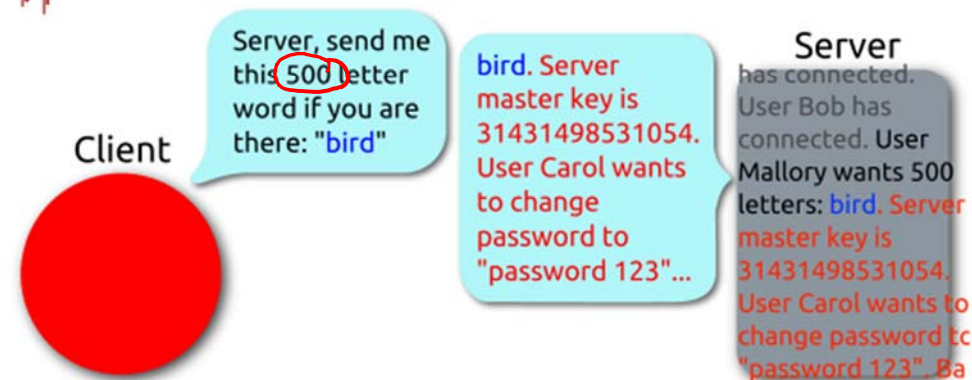 Client
Server, send me
this 500 letter
word if you are
there: "bird"
bird. Server
master key is
31431498531054.
User Carol wants
to change
password to
"password 123"...
Server
has connected.
User Bob has
connected. User
Mallory wants 500
letters: bird. Server
master key is
31431498531054.
User Carol wants to
change password to
"password 123". Ba